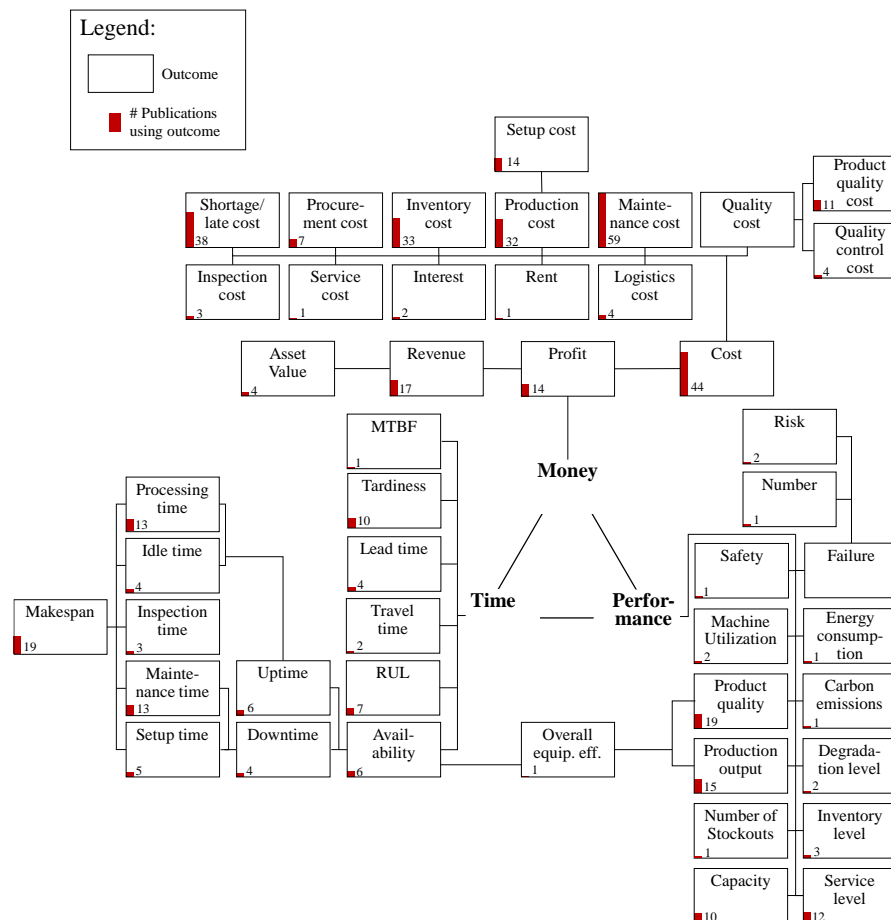 Legend:
Outcome
# Publications
using outcome
Setup cost
14
Product
quality
cost
11
Shortage/
late cost
38
Procure-
ment cost
7
Inventory
cost
33
Production
cost
32
Mainte-
nance cost
59
Quality
cost
Quality
control
cost
4
Inspection
cost
3
Service
cost
1
Interest
2
Rent
1
Logistics
cost
4
Asset
Value
4
Revenue
17
Profit
14
Cost
44
MTBF
1
Risk
2
Money
Tardiness
10
Number
1
Processing
time
13
Idle time
4
Lead time
4
Safety
1
Failure
Makespan
19
Inspection
time
3
Travel
time
2
Time
Perfor-
mance
Machine
Utilization
2
Energy
consump-
tion
1
Mainte-
nance time
13
Uptime
6
RUL
7
Product
quality
19
Carbon
emissions
1
Setup time
5
Downtime
4
Avail-
ability
6
Overall
equip. eff.
1
Production
output
15
Degrada-
tion level
2
Number of
Stockouts
1
Inventory
level
3
Capacity
10
Service
level
12